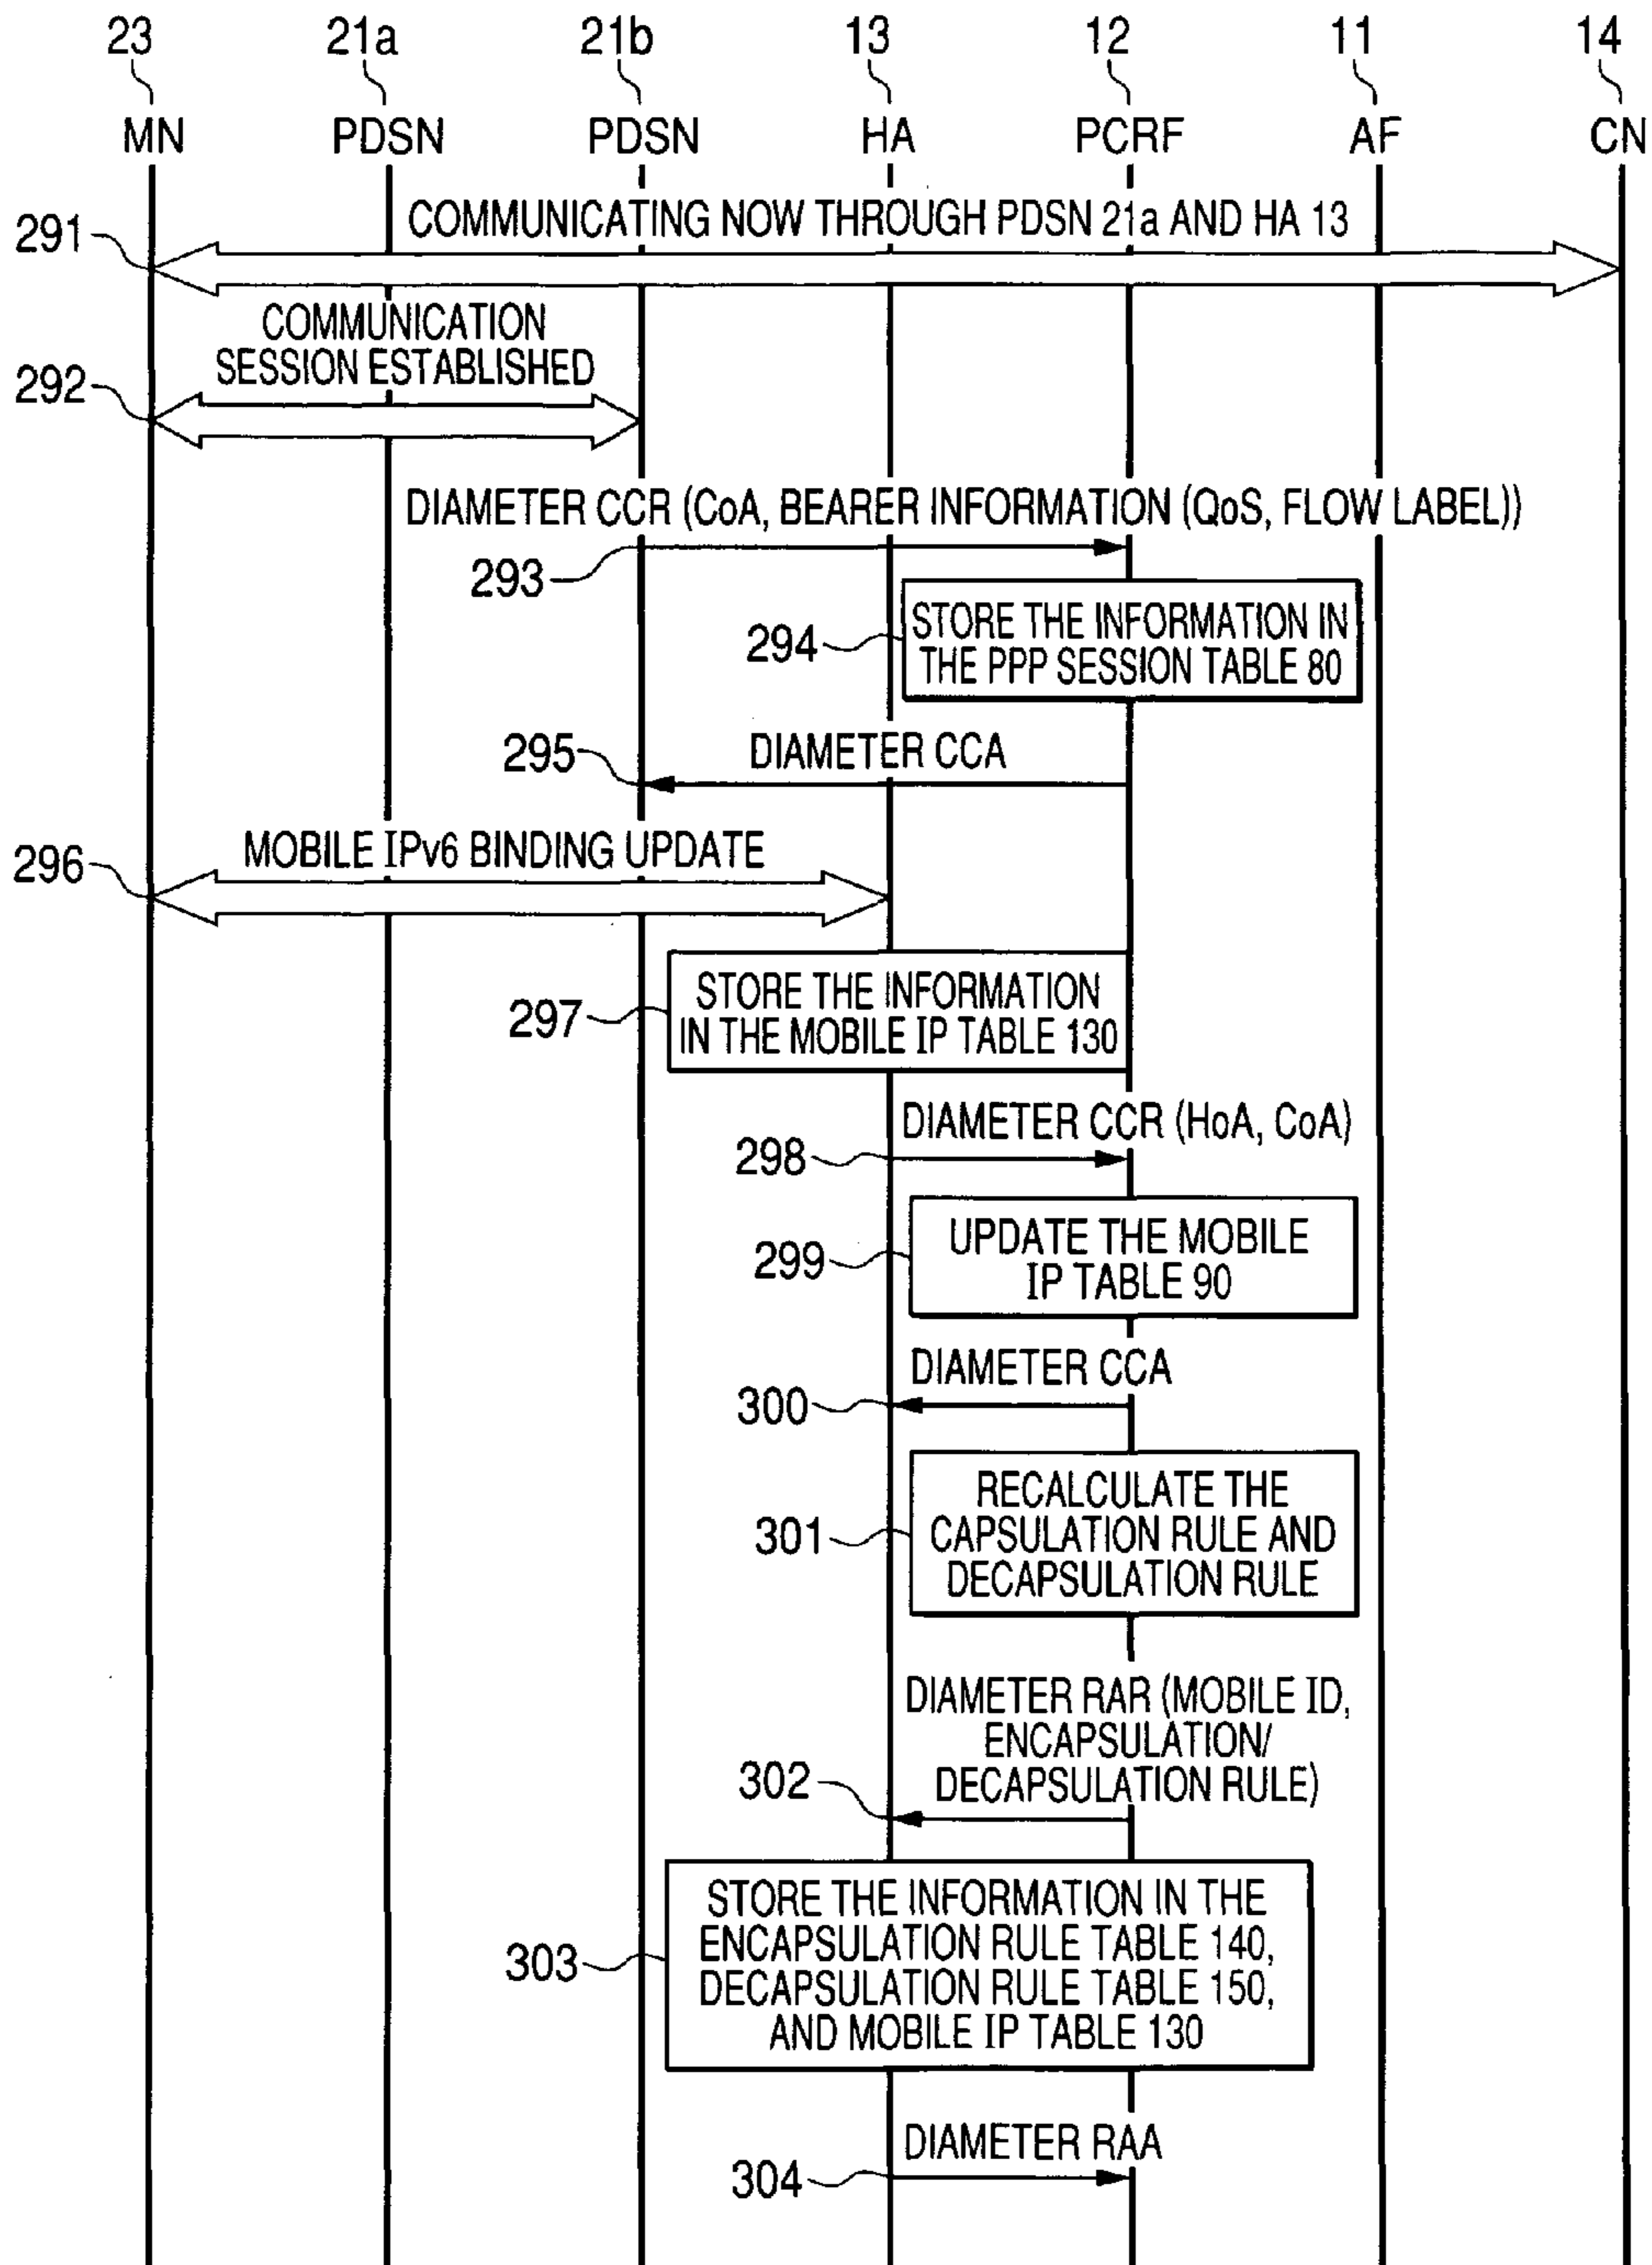 23 21a 21b 13 12 11 14
MN PDSN PDSN HA PCRF AF CN
COMMUNICATING NOW THROUGH PDSN 21a AND HA 13
291
COMMUNICATION
SESSION ESTABLISHED
292
DIAMETER CCR (CoA, BEARER INFORMATION (QoS, FLOW LABEL))
293
STORE THE INFORMATION IN
THE PPP SESSION TABLE 80
294
DIAMETER CCA
295
MOBILE IPv6 BINDING UPDATE
296
STORE THE INFORMATION
IN THE MOBILE IP TABLE 130
297
DIAMETER CCR (HoA, CoA)
298
UPDATE THE MOBILE
IP TABLE 90
299
DIAMETER CCA
300
RECALCULATE THE
CAPSULATION RULE AND
DECAPSULATION RULE
301
DIAMETER RAR (MOBILE ID,
ENCAPSULATION/
DECAPSULATION RULE)
302
STORE THE INFORMATION IN THE
ENCAPSULATION RULE TABLE 140,
DECAPSULATION RULE TABLE 150,
AND MOBILE IP TABLE 130
303
DIAMETER RAA
304